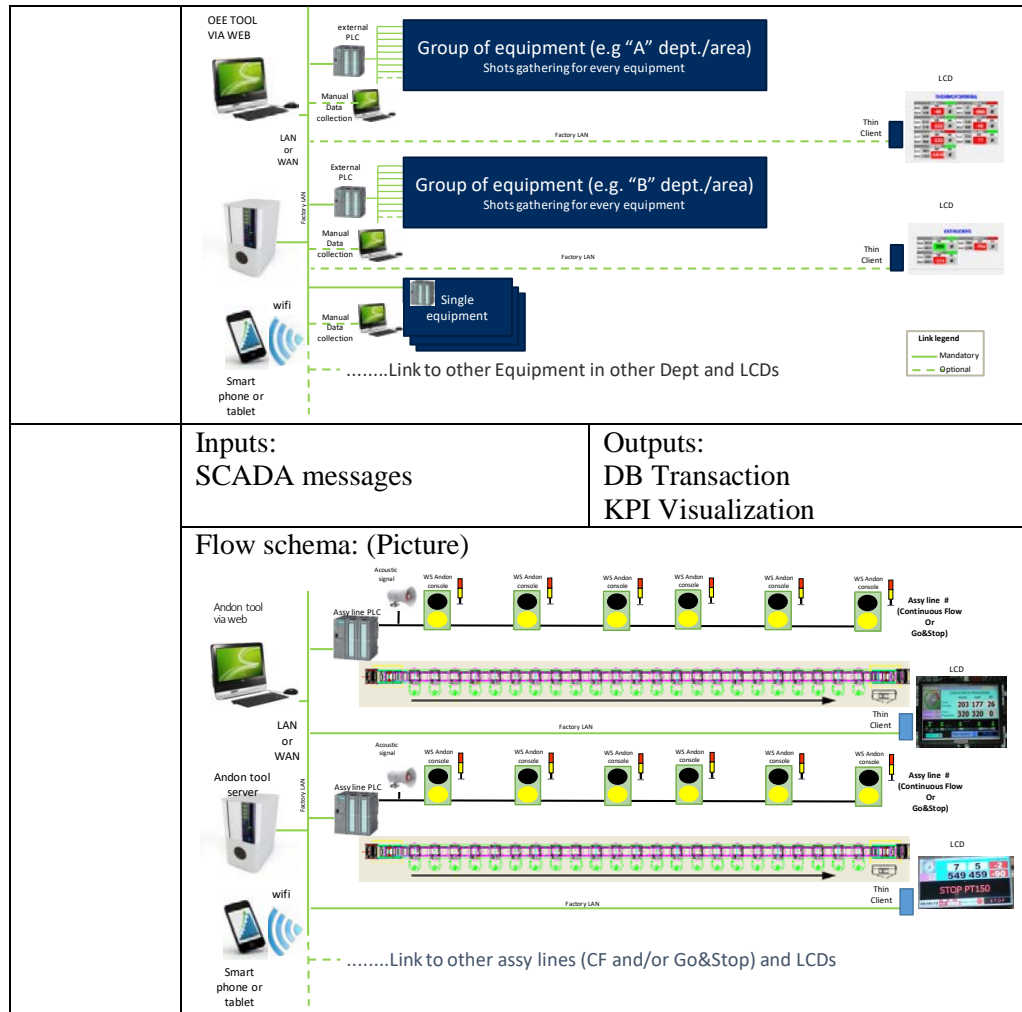 OEE TOOL
VIA WEB
external
PLC
Group of equipment (e.g “A” dept./area)
Shots gathering for every equipment
LCD
THERMOFORMING
Manual
Data
collection
Thin
Client
LAN
or
WAN
Factory LAN
External
PLC
Group of equipment (e.g. “B” dept./area)
Shots gathering for every equipment
Factory LAN
LCD
EXTRUDERS
Manual
Data
collection
Factory LAN
Thin
Client
wifi
Single
equipment
Manual
Data
collection
Link legend
Mandatory
Optional
........Link to other Equipment in other Dept and LCDs
Smart
phone or
tablet
Inputs:
SCADA messages
Outputs:
DB Transaction
KPI Visualization
Flow schema: (Picture)
Acoustic
signal
WS Andon
console
WS Andon
console
WS Andon
console
WS Andon
console
WS Andon
console
WS Andon
console
Andon tool
via web
Assy line PLC
Assy line #
(Continuous Flow
Or
Go&Stop)
LCD
203 177 26
320 320 0
Thin
Client
LAN
or
WAN
Factory LAN
Acoustic
signal
WS Andon
console
WS Andon
console
WS Andon
console
WS Andon
console
WS Andon
console
WS Andon
console
Andon tool
server
Factory LAN
Assy line PLC
Assy line #
(Continuous Flow
Or
Go&Stop)
LCD
7 5 -2
549 459 -90
STOP PT150
STOP
Thin
Client
wifi
Factory LAN
........Link to other assy lines (CF and/or Go&Stop) and LCDs
Smart
phone or
tablet